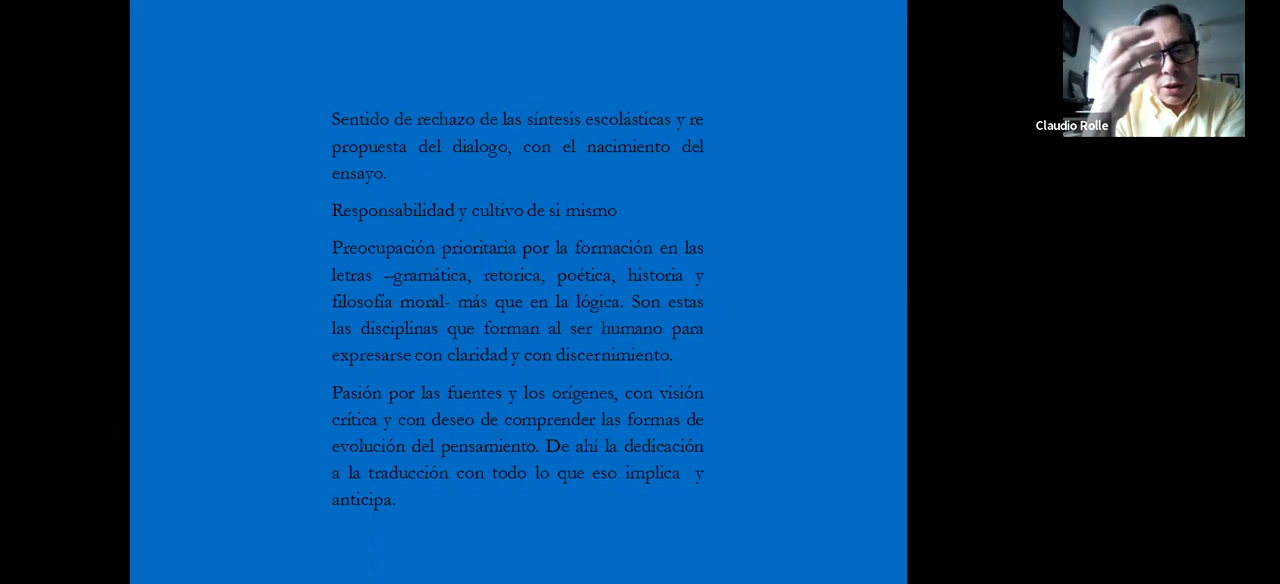 Sentido de rechazo de las síntesis escolásticas y re
propuesta del dialogo, con el nacimiento del
ensayo.
Responsabilidad y cultivo de si mismo
Preocupación prioritaria por la formación en las
letras –gramática, retorica, poética, historia y
filosofía moral- más que en la lógica. Son estas
las disciplinas que forman al ser humano para
expresarse con claridad y con discernimiento.
Pasión por las fuentes y los orígenes, con visión
crítica y con deseo de comprender las formas de
evolución del pensamiento. De ahí la dedicación
a la traducción con todo lo que eso implica y
anticipa.
Claudio Rolle